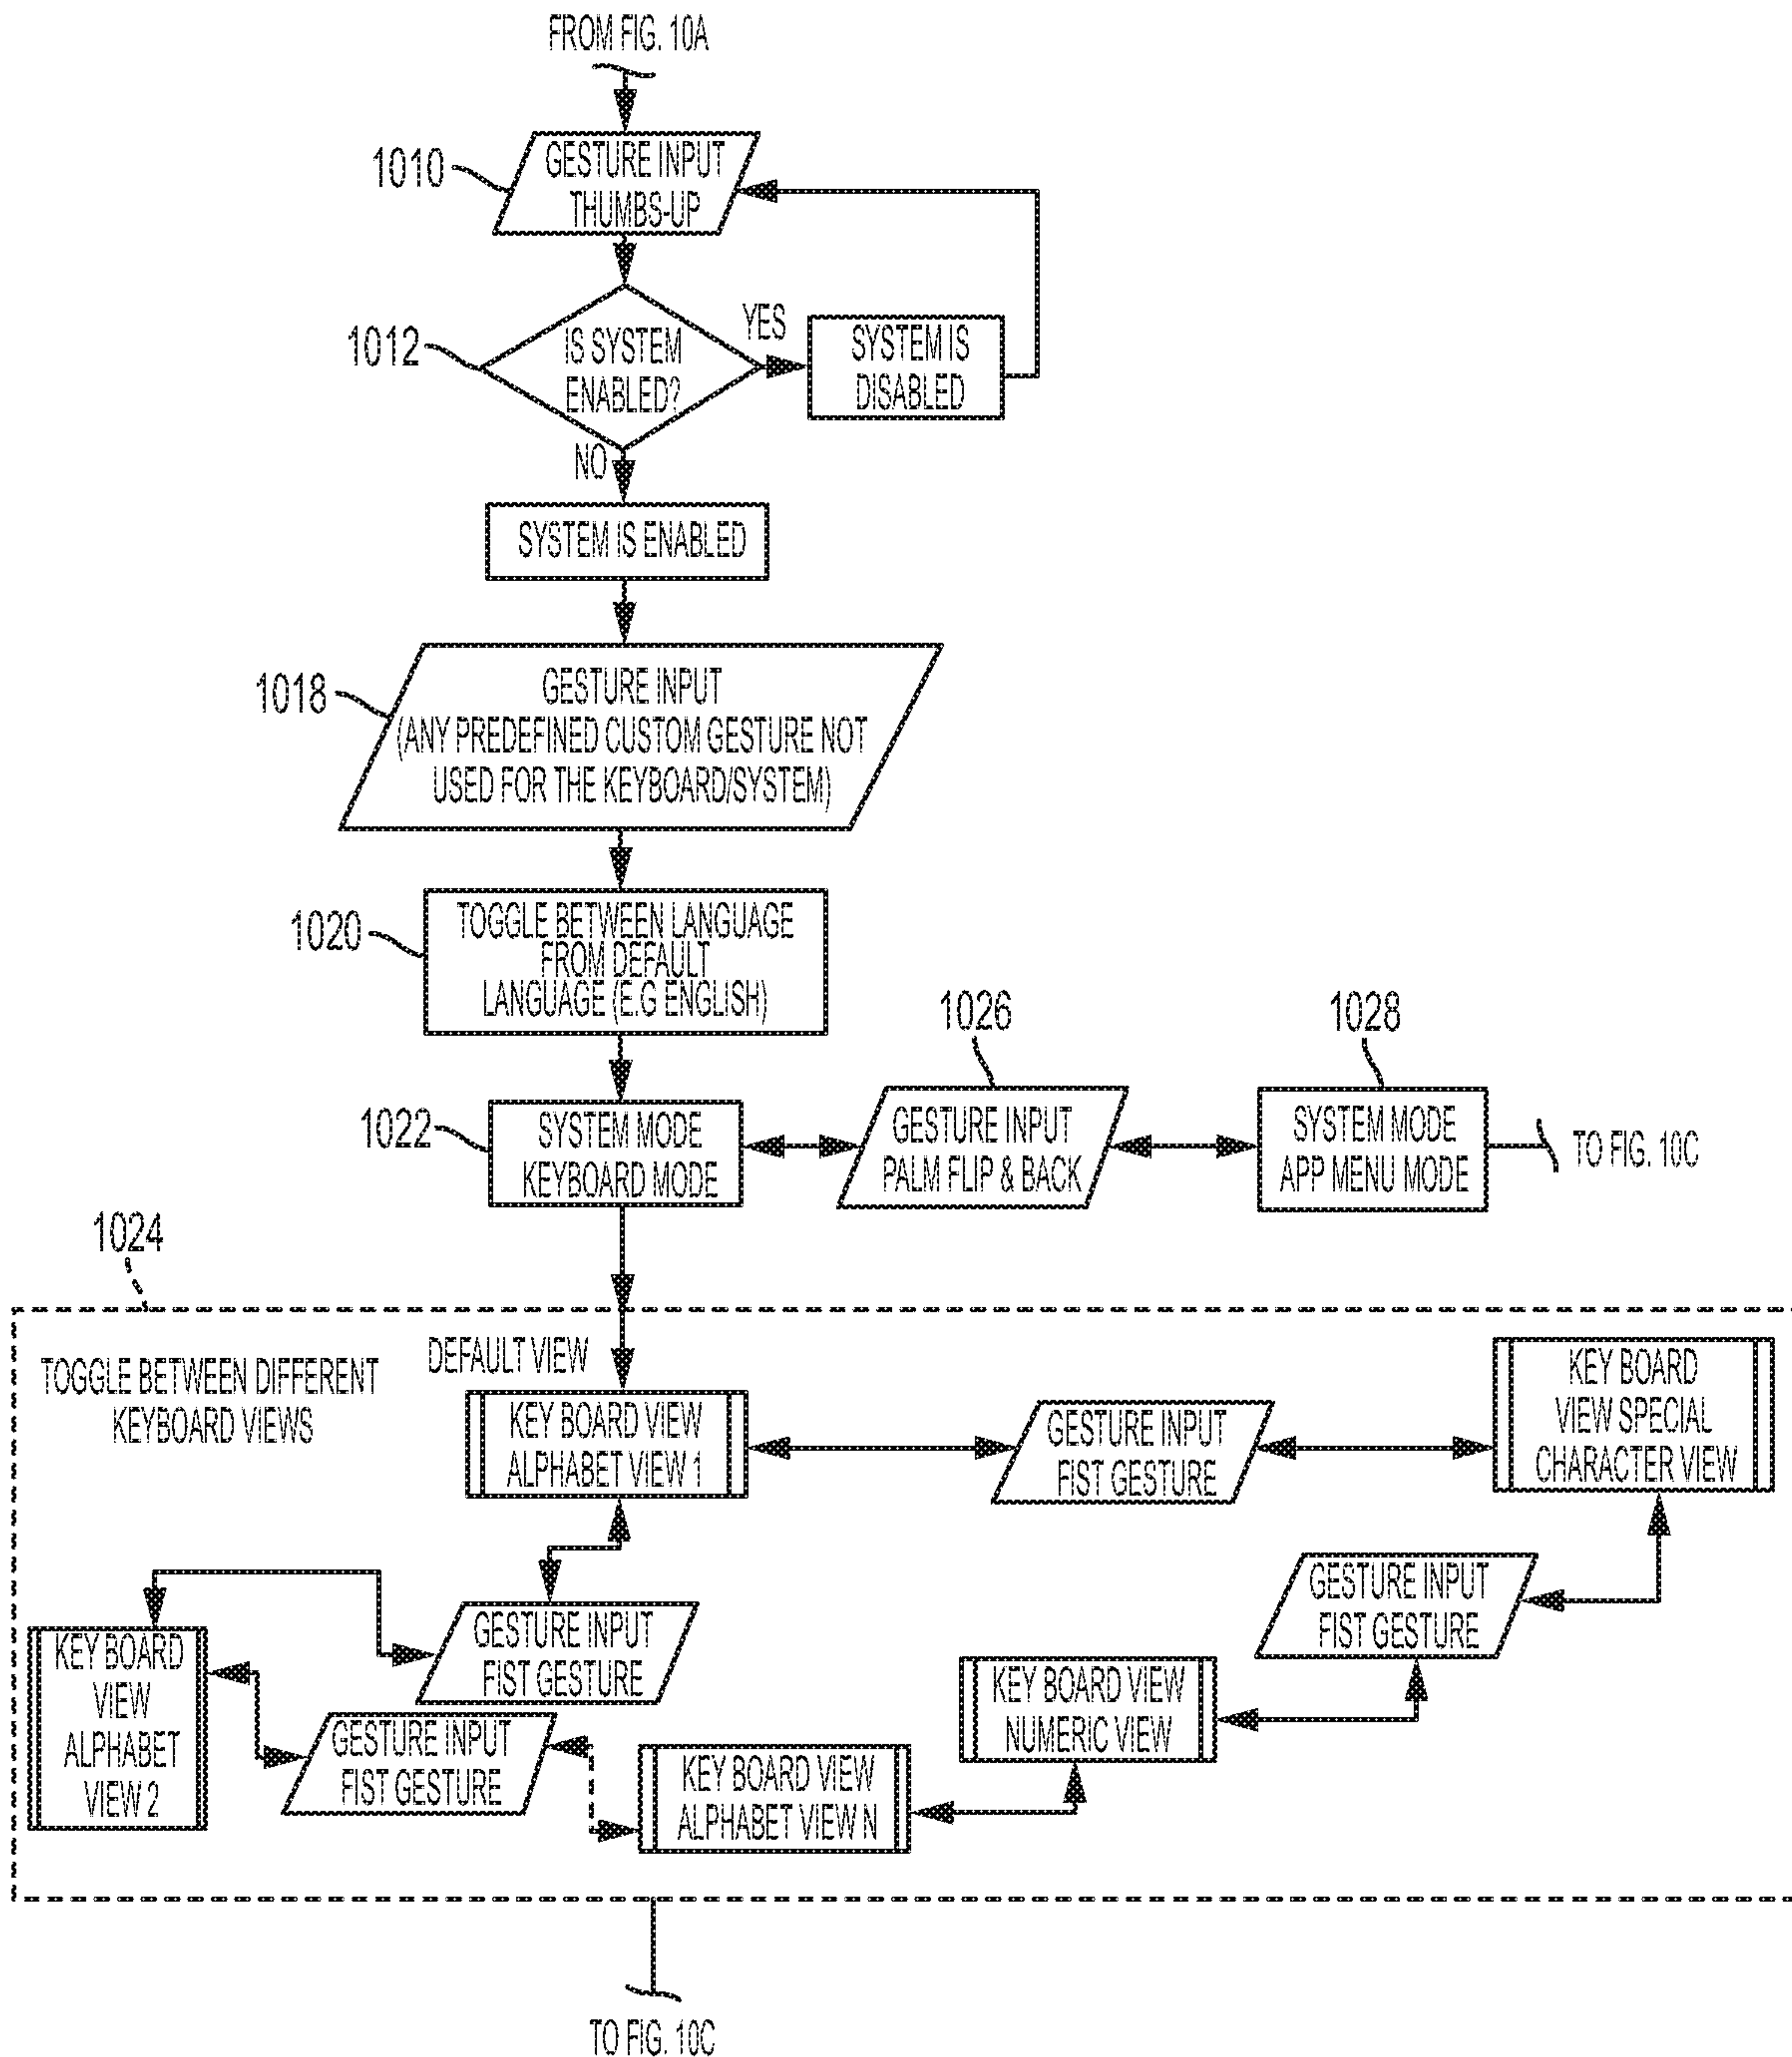 FROM FIG. 10A
1010
GESTURE INPUT
THUMBS-UP
1012
IS SYSTEM
ENABLED?
YES
SYSTEM IS
DISABLED
NO
SYSTEM IS ENABLED
1018
GESTURE INPUT
(ANY PREDEFINED CUSTOM GESTURE NOT
USED FOR THE KEYBOARD/SYSTEM)
1020
TOGGLE BETWEEN LANGUAGE
FROM DEFAULT
LANGUAGE (E.G ENGLISH)
1022
SYSTEM MODE
KEYBOARD MODE
1026
GESTURE INPUT
PALM FLIP & BACK
1028
SYSTEM MODE
APP MENU MODE
TO FIG. 10C
1024
TOGGLE BETWEEN DIFFERENT
KEYBOARD VIEWS
DEFAULT VIEW
KEY BOARD VIEW
ALPHABET VIEW 1
GESTURE INPUT
FIST GESTURE
KEY BOARD
VIEW SPECIAL
CHARACTER VIEW
GESTURE INPUT
FIST GESTURE
GESTURE INPUT
FIST GESTURE
KEY BOARD
VIEW
ALPHABET
VIEW 2
GESTURE INPUT
FIST GESTURE
KEY BOARD VIEW
ALPHABET VIEW N
KEY BOARD VIEW
NUMERIC VIEW
TO FIG. 10C